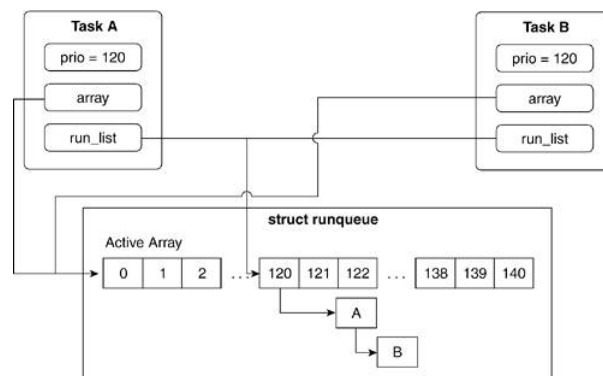 Task A
prio = 120
array
run_list
Task B
prio = 120
array
run_list
struct runqueue
Active Array
0 1 2 ... 120 121 122 ... 138 139 140
A
B